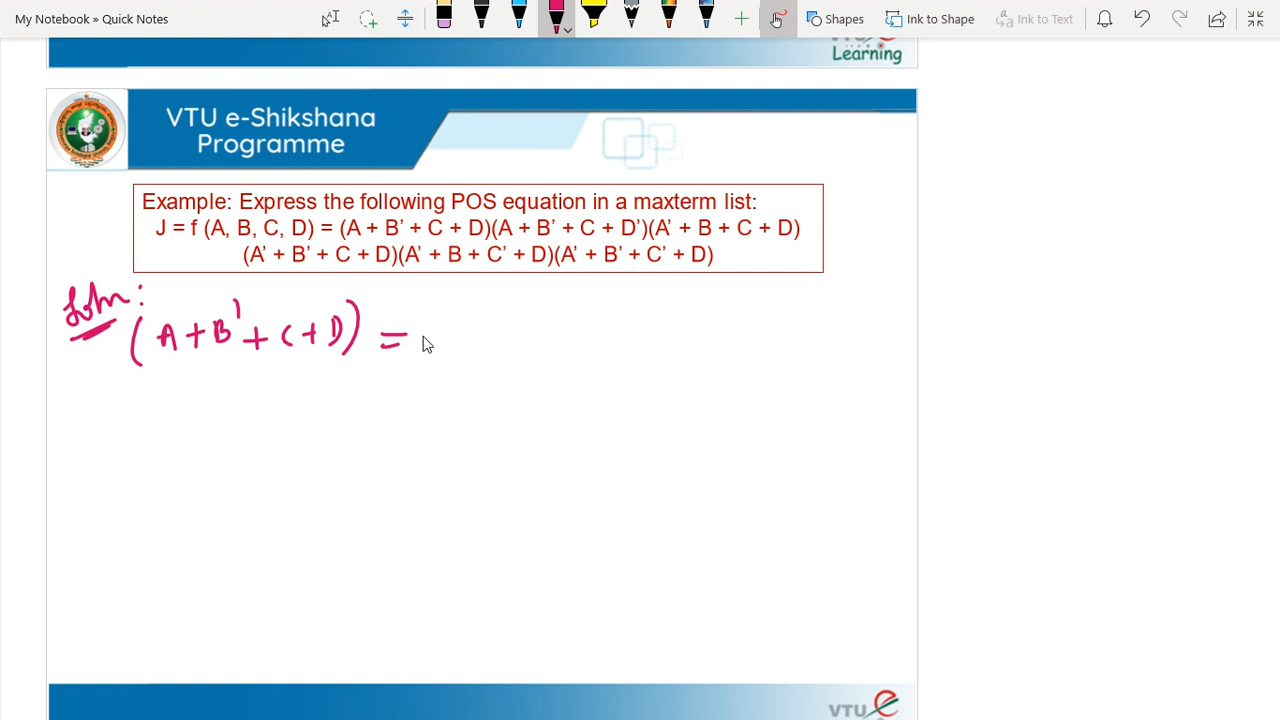 My Notebook » Quick Notes
Shapes
Ink to Shape
Ink to Text
VTU e
Learning
VTU e-Shikshana
Programme
Example: Express the following POS equation in a maxterm list:
J = f (A, B, C, D) = (A + B’ + C + D)(A + B’ + C + D’)(A’ + B + C + D)
(A’ + B’ + C + D)(A’ + B + C’ + D)(A’ + B’ + C’ + D)
Soln :
(A + B' + C + D) =
VTU e